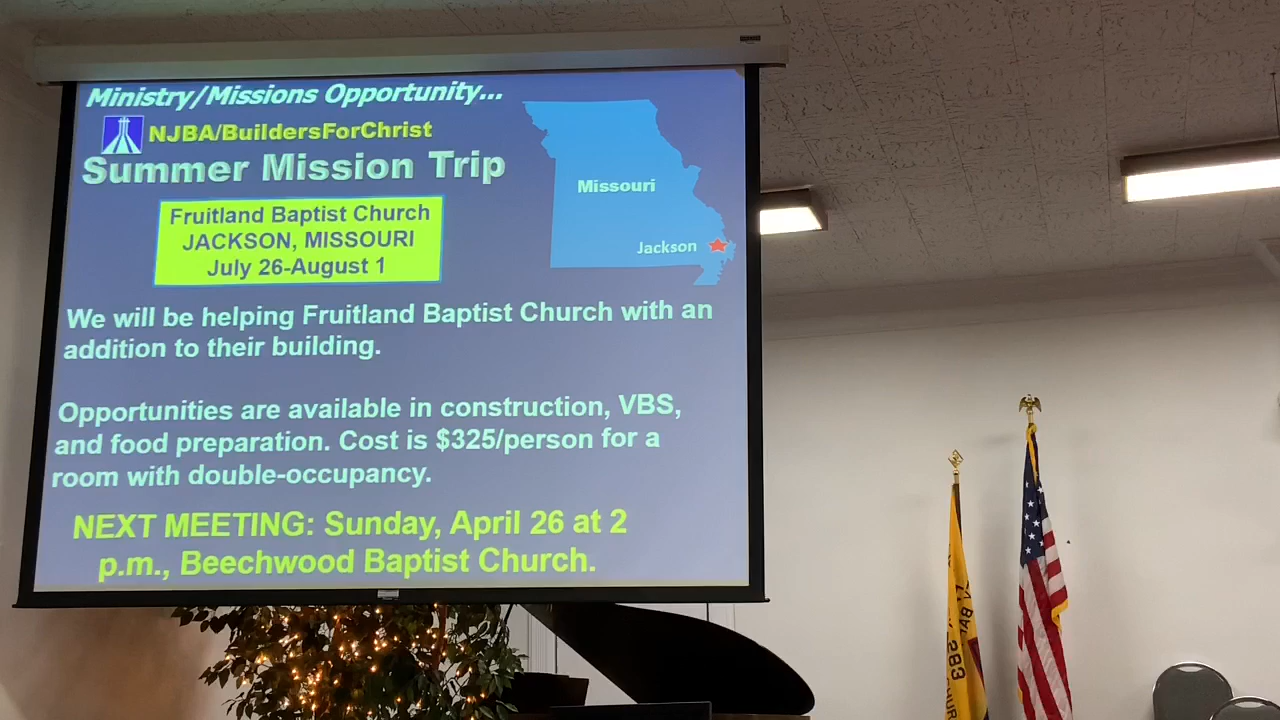 Ministry/Missions Opportunity...
NJBA/BuildersForChrist
Summer Mission Trip
Fruitland Baptist Church
JACKSON, MISSOURI
July 26-August 1
Missouri
Jackson
We will be helping Fruitland Baptist Church with an
addition to their building.
Opportunities are available in construction, VBS,
and food preparation. Cost is $325/person for a
room with double-occupancy.
NEXT MEETING: Sunday, April 26 at 2
p.m., Beechwood Baptist Church.
283